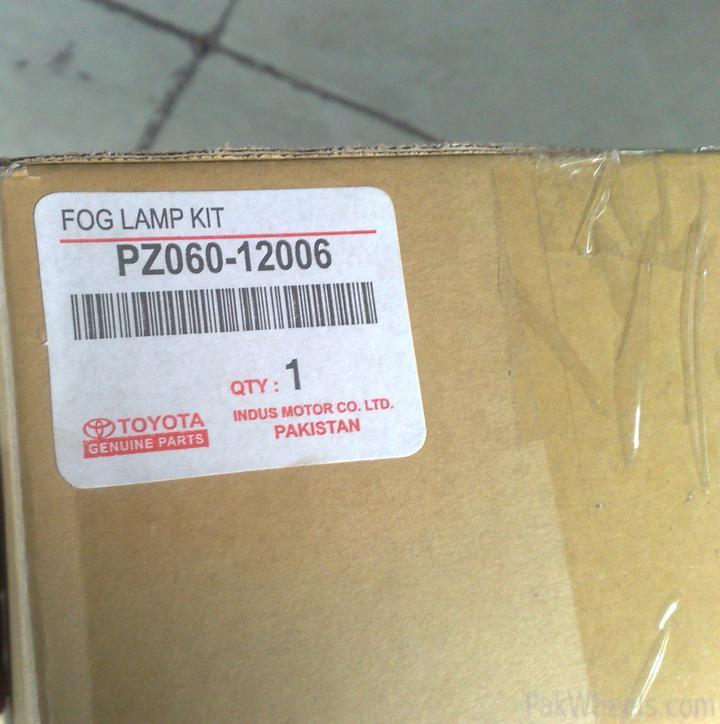 FOG LAMP KIT
PZ060-12006
QTY : 1
TOYOTA
GENUINE PARTS
INDUS MOTOR CO. LTD.
PAKISTAN
PakWheels.com